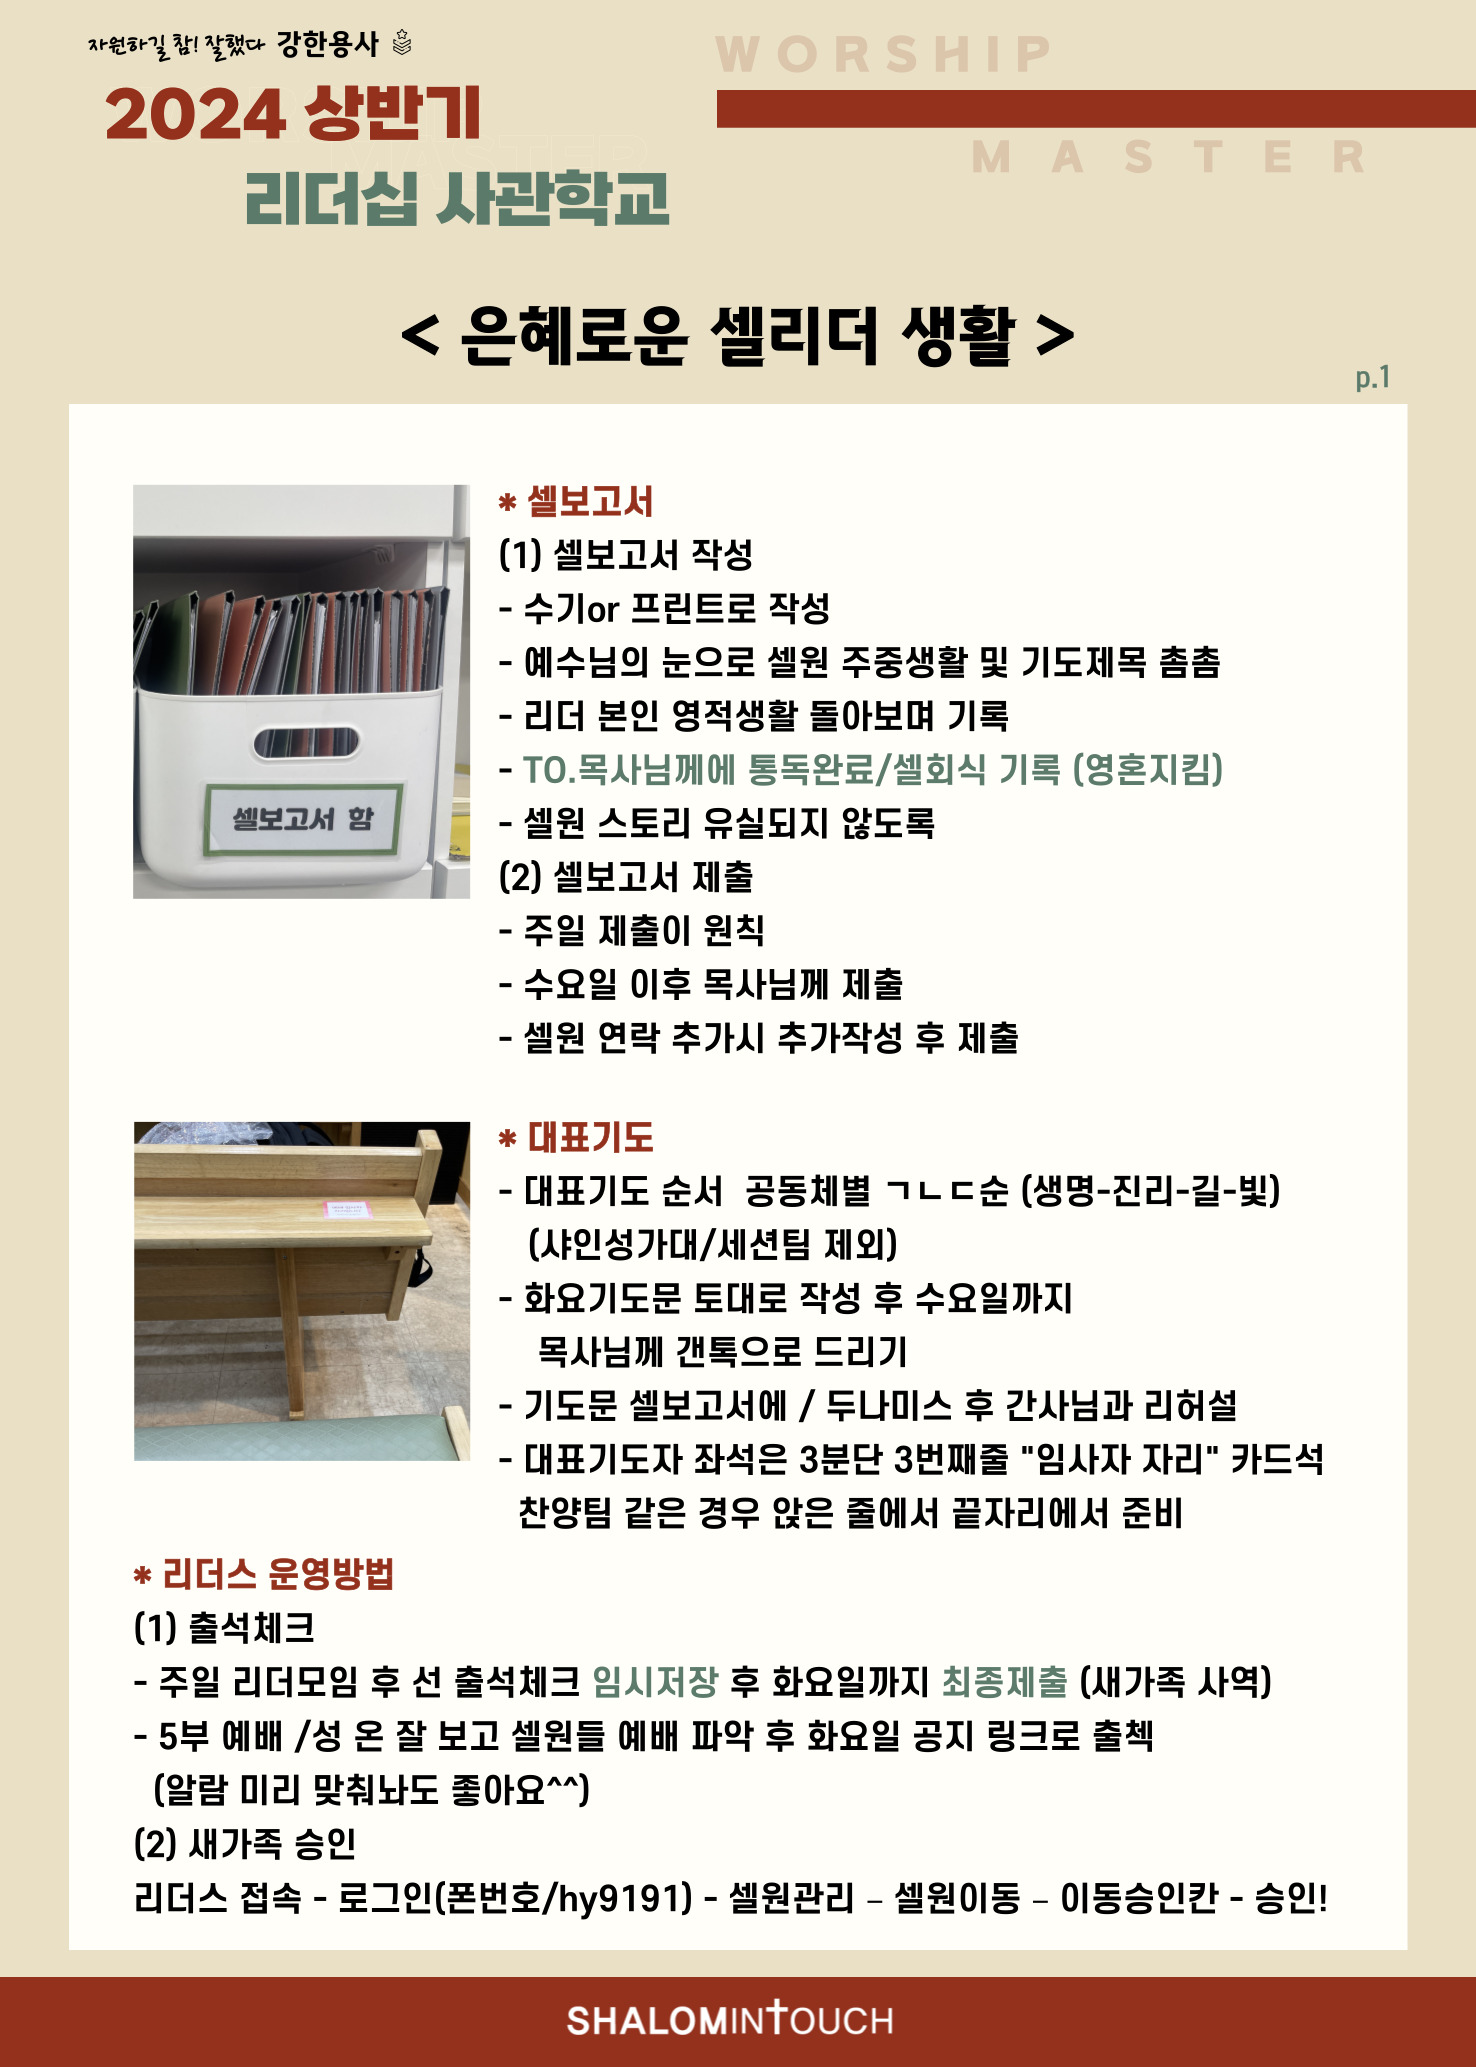 자원하길 참! 잘했다 강한용사
WORSHIP
2024 상반기
MASTER
MASTER
리더십 사관학교
< 은혜로운 셀리더 생활 >
p.1
* 셀보고서
(1) 셀보고서 작성
- 수기or 프린트로 작성
- 예수님의 눈으로 셀원 주중생활 및 기도제목 촘촘
- 리더 본인 영적생활 돌아보며 기록
- TO.목사님께에 통독완료/셀회식 기록 (영혼지킴)
- 셀원 스토리 유실되지 않도록
(2) 셀보고서 제출
- 주일 제출이 원칙
- 수요일 이후 목사님께 제출
- 셀원 연락 추가시 추가작성 후 제출
셀보고서 함
* 대표기도
- 대표기도 순서 공동체별 ㄱㄴㄷ순 (생명-진리-길-빛)
(샤인성가대/세션팀 제외)
- 화요기도문 토대로 작성 후 수요일까지
목사님께 갠톡으로 드리기
- 기도문 셀보고서에 / 두나미스 후 간사님과 리허설
- 대표기도자 좌석은 3분단 3번째줄 "임사자 자리" 카드석
찬양팀 같은 경우 앉은 줄에서 끝자리에서 준비
* 리더스 운영방법
(1) 출석체크
- 주일 리더모임 후 선 출석체크 임시저장 후 화요일까지 최종제출 (새가족 사역)
- 5부 예배 /성 온 잘 보고 셀원들 예배 파악 후 화요일 공지 링크로 출첵
(알람 미리 맞춰놔도 좋아요^^)
(2) 새가족 승인
리더스 접속 - 로그인(폰번호/hy9191) - 셀원관리 – 셀원이동 – 이동승인칸 - 승인!
SHALOMINTOUCH